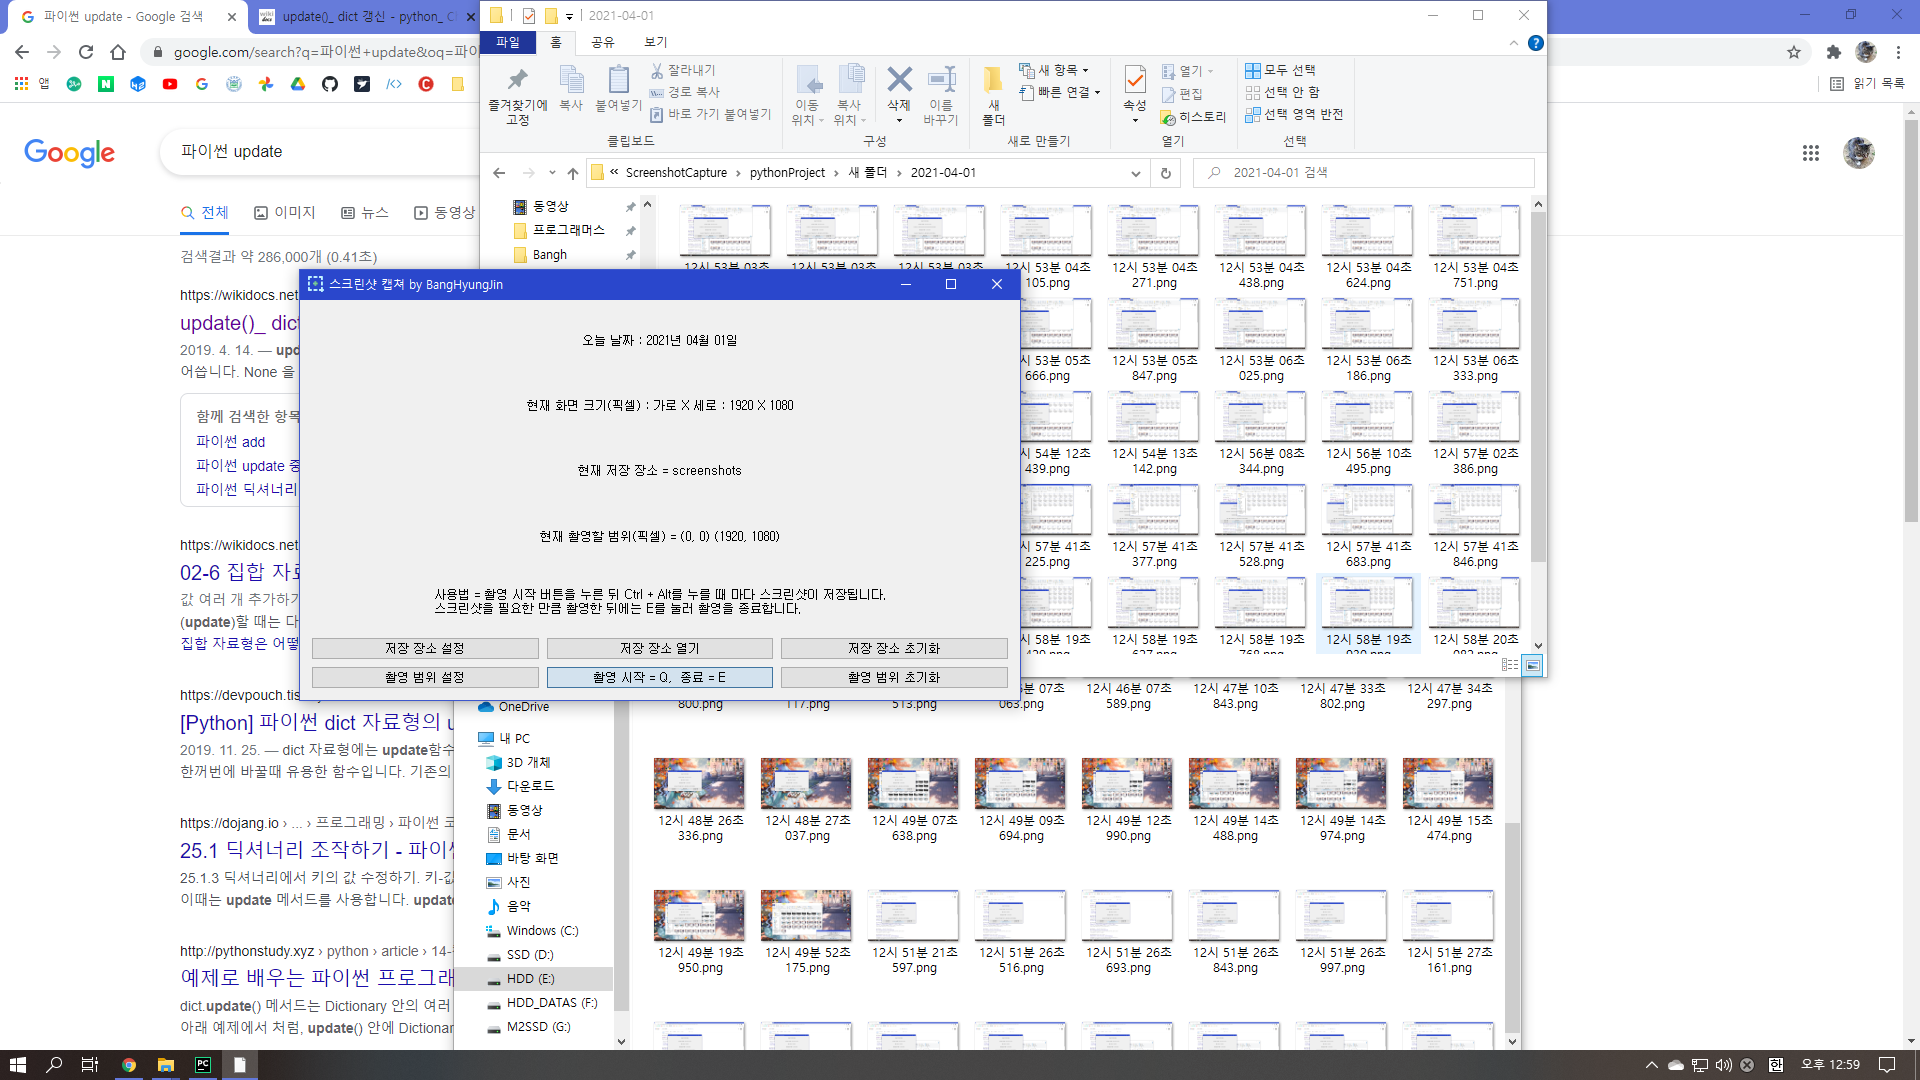 파이썬 update - Google 검색
update()_ dict 갱신 - python_
google.com/search?q=파이썬+update&oq=파이
앱
읽기 목록
Google
파이썬 update
전체
이미지
뉴스
동영상
검색결과 약 286,000개 (0.41초)
https://wikidocs.net
update()_ dict
2019. 4. 14. —
어씁니다. None 을
함께 검색한 항목
파이썬 add
파이썬 update 중
파이썬 딕셔너리
https://wikidocs.net
02-6 집합 자료
값 여러 개 추가하기
(update)할 때는 다
집합 자료형은 어떻
https://devpouch.tis
[Python] 파이썬 dict 자료형의 u
2019. 11. 25. — dict 자료형에는 update함수
한꺼번에 바꿀때 유용한 함수입니다. 기존의
https://dojang.io › ... › 프로그래밍 › 파이썬 코
25.1 딕셔너리 조작하기 - 파이썬
25.1.3 딕셔너리에서 키의 값 수정하기. 키-값
이때는 update 메서드를 사용합니다. updat
http://pythonstudy.xyz › python › article › 14-
예제로 배우는 파이썬 프로그래
dict.update() 메서드는 Dictionary 안의 여러
아래 예제에서 처럼, update() 안에 Dictionar
2021-04-01
파일
홈
공유
보기
즐겨찾기에
고정
복사
붙여넣기
잘라내기
경로 복사
바로 가기 붙여넣기
클립보드
이동
위치
복사
위치
삭제
이름
바꾸기
구성
새
폴더
새 항목
빠른 연결
새로 만들기
속성
열기
편집
히스토리
열기
모두 선택
선택 안 함
선택 영역 반전
선택
« ScreenshotCapture › pythonProject › 새 폴더 › 2021-04-01
2021-04-01 검색
동영상
프로그래머스
Bangh
12시 53분 03초
12시 53분 03초
12시 53분 03초
12시 53분 04초
105.png
12시 53분 04초
271.png
12시 53분 04초
438.png
12시 53분 04초
624.png
12시 53분 04초
751.png
시 53분 05초
666.png
12시 53분 05초
847.png
12시 53분 06초
025.png
12시 53분 06초
186.png
12시 53분 06초
333.png
시 54분 12초
439.png
12시 54분 13초
142.png
12시 56분 08초
344.png
12시 56분 10초
495.png
12시 57분 02초
386.png
시 57분 41초
225.png
12시 57분 41초
377.png
12시 57분 41초
528.png
12시 57분 41초
683.png
12시 57분 41초
846.png
시 58분 19초
12시 58분 19초
12시 58분 19초
12시 58분 19초
12시 58분 20초
스크린샷 캡쳐 by BangHyungJin
오늘 날짜 : 2021년 04월 01일
현재 화면 크기(픽셀) : 가로 X 세로 : 1920 X 1080
현재 저장 장소 = screenshots
현재 촬영할 범위(픽셀) = (0, 0) (1920, 1080)
사용법 = 촬영 시작 버튼을 누른 뒤 Ctrl + Alt를 누를 때 마다 스크린샷이 저장됩니다.
스크린샷을 필요한 만큼 촬영한 뒤에는 E를 눌러 촬영을 종료합니다.
저장 장소 설정
저장 장소 열기
저장 장소 초기화
촬영 범위 설정
촬영 시작 = Q, 종료 = E
촬영 범위 초기화
OneDrive
내 PC
3D 개체
다운로드
동영상
문서
바탕 화면
사진
음악
Windows (C:)
SSD (D:)
HDD (E:)
HDD_DATAS (F:)
M2SSD (G:)
800.png
117.png
513.png
시 46분 07초
063.png
12시 46분 07초
589.png
12시 47분 10초
843.png
12시 47분 33초
802.png
12시 47분 34초
297.png
12시 48분 26초
336.png
12시 48분 27초
037.png
12시 49분 07초
638.png
12시 49분 09초
694.png
12시 49분 12초
990.png
12시 49분 14초
488.png
12시 49분 14초
974.png
12시 49분 15초
474.png
12시 49분 19초
950.png
12시 49분 52초
175.png
12시 51분 21초
597.png
12시 51분 26초
516.png
12시 51분 26초
693.png
12시 51분 26초
843.png
12시 51분 26초
997.png
12시 51분 27초
161.png
한
오후 12:59